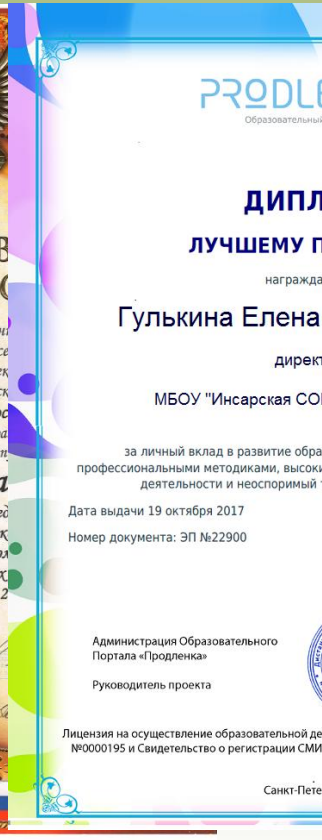 PRODLE
Образовательный
ДИПЛ
ЛУЧШЕМУ П
награжда
Гулькина Елена
директ
МБОУ "Инсарская СО
за личный вклад в развитие обра
профессиональными методиками, высоки
деятельности и неоспоримый
Дата выдачи 19 октября 2017
Номер документа: ЭП №22900
Администрация Образовательного
Портала «Продленка»
Руководитель проекта
Лицензия на осуществление образовательной де
№0000195 и Свидетельство о регистрации СМИ
Санкт-Пете